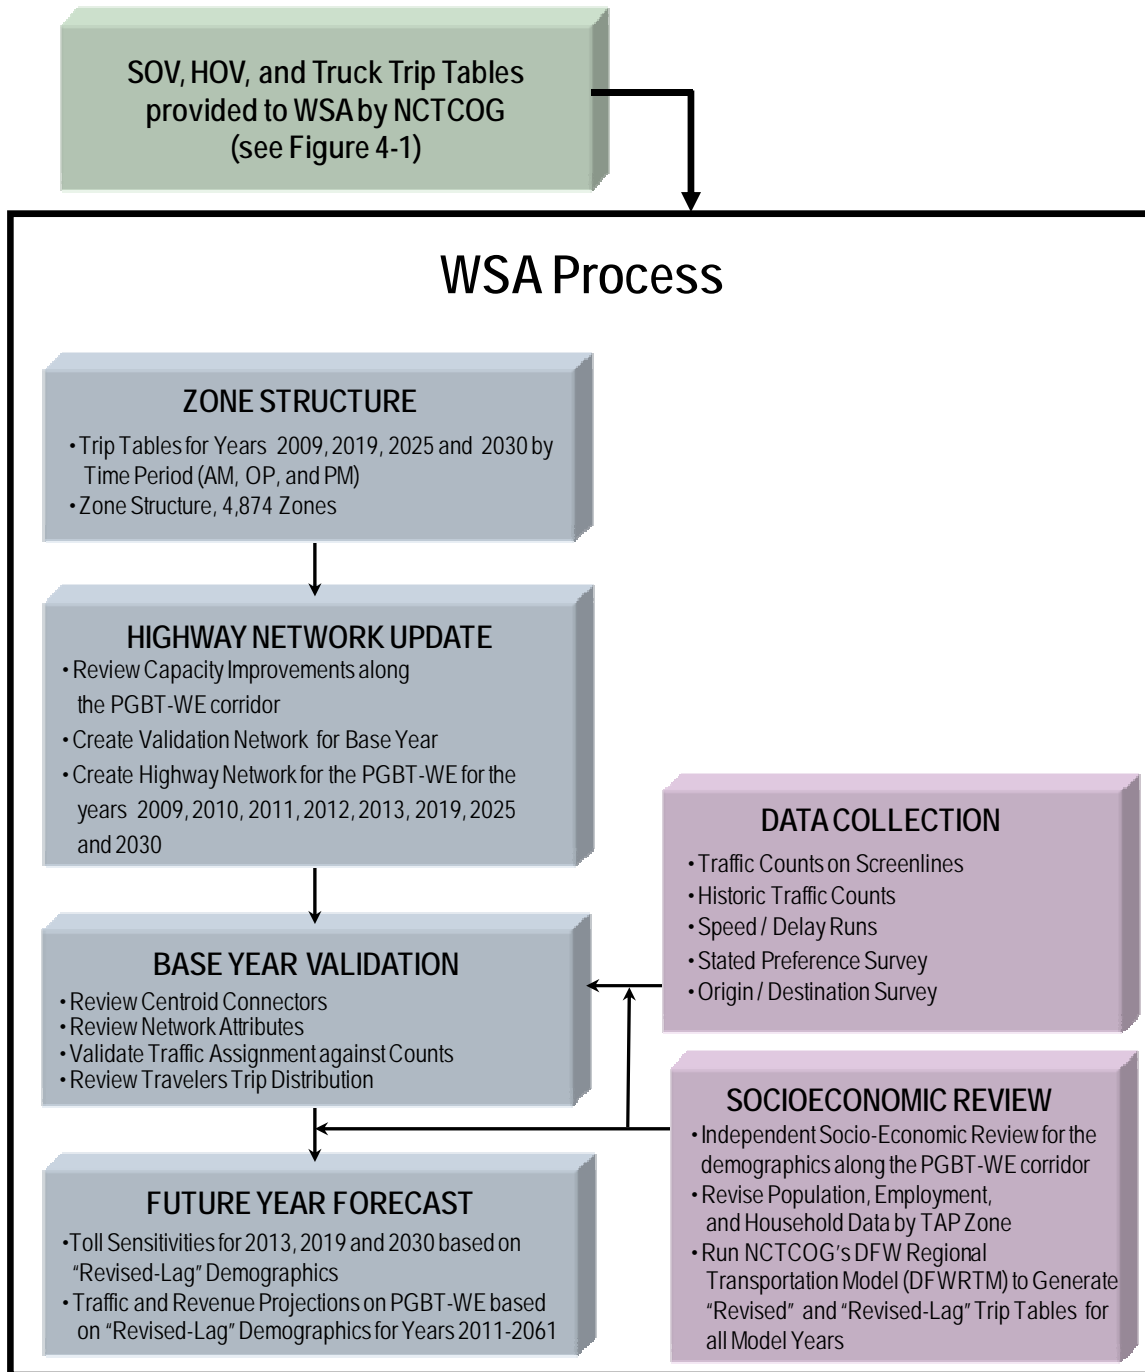 SOV, HOV, and Truck Trip Tables
provided to WSA by NCTCOG
(see Figure 4-1)
WSA Process
ZONE STRUCTURE
• Trip Tables for Years 2009, 2019, 2025 and 2030 by
Time Period (AM, OP, and PM)
• Zone Structure, 4,874 Zones
HIGHWAY NETWORK UPDATE
• Review Capacity Improvements along
the PGBT-WE corridor
• Create Validation Network for Base Year
• Create Highway Network for the PGBT-WE for the
years 2009, 2010, 2011, 2012, 2013, 2019, 2025
and 2030
DATA COLLECTION
• Traffic Counts on Screenlines
• Historic Traffic Counts
• Speed / Delay Runs
• Stated Preference Survey
• Origin / Destination Survey
BASE YEAR VALIDATION
• Review Centroid Connectors
• Review Network Attributes
• Validate Traffic Assignment against Counts
• Review Travelers Trip Distribution
SOCIOECONOMIC REVIEW
• Independent Socio-Economic Review for the
demographics along the PGBT-WE corridor
• Revise Population, Employment,
and Household Data by TAP Zone
• Run NCTCOG's DFW Regional
Transportation Model (DFWRTM) to Generate
"Revised" and "Revised-Lag" Trip Tables for
all Model Years
FUTURE YEAR FORECAST
• Toll Sensitivities for 2013, 2019 and 2030 based on
"Revised-Lag" Demographics
• Traffic and Revenue Projections on PGBT-WE based
on "Revised-Lag" Demographics for Years 2011-2061